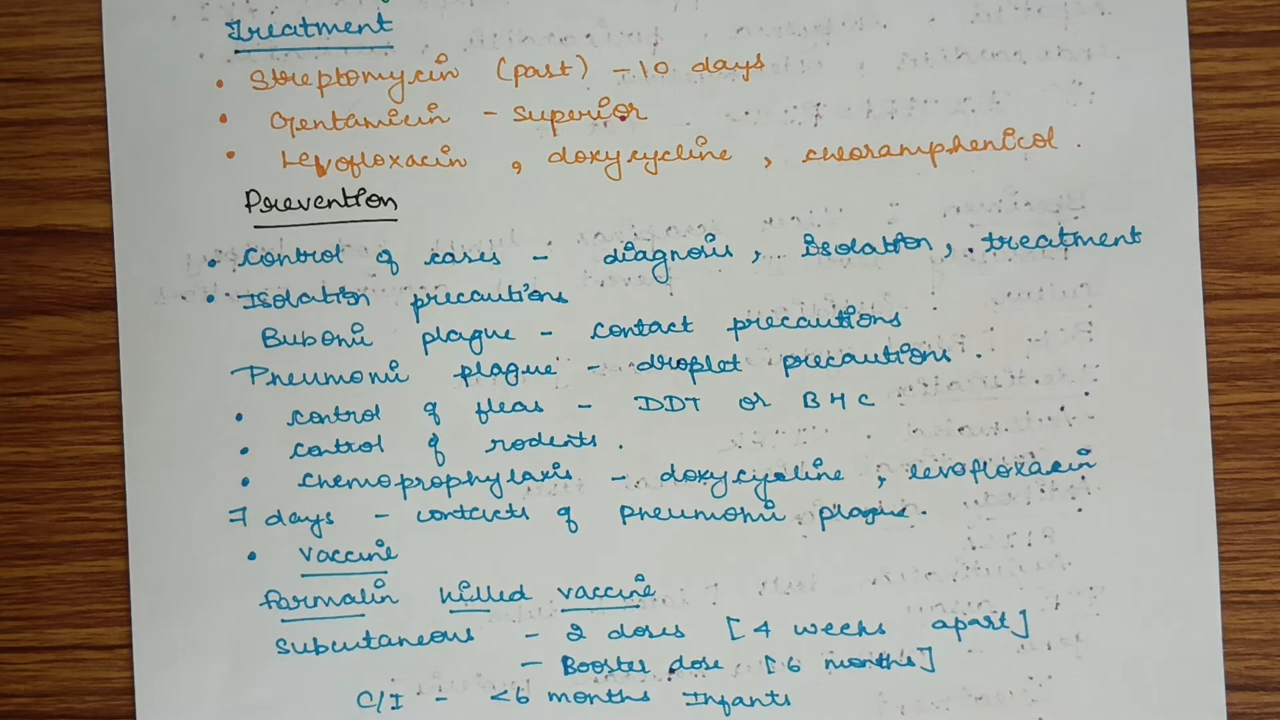 Treatment
• Streptomycin (past) - 10 days
• Gentamicin - superior
• Levofloxacin , doxycycline , chloramphenicol .
Prevention
• control of cases - diagnosis, isolation, treatment
• Isolation precautions
Bubonic plague - contact precautions
Pneumonic plague - droplet precautions .
• control of fleas - DDT or BHC
• control of rodents .
• chemoprophylaxis - doxycycline , levofloxacin
7 days - contacts of pneumonic plague .
• vaccine
Formalin killed vaccine
subcutaneous - 2 doses [4 weeks apart]
- Booster dose [6 months]
C/I - <6 months Infants